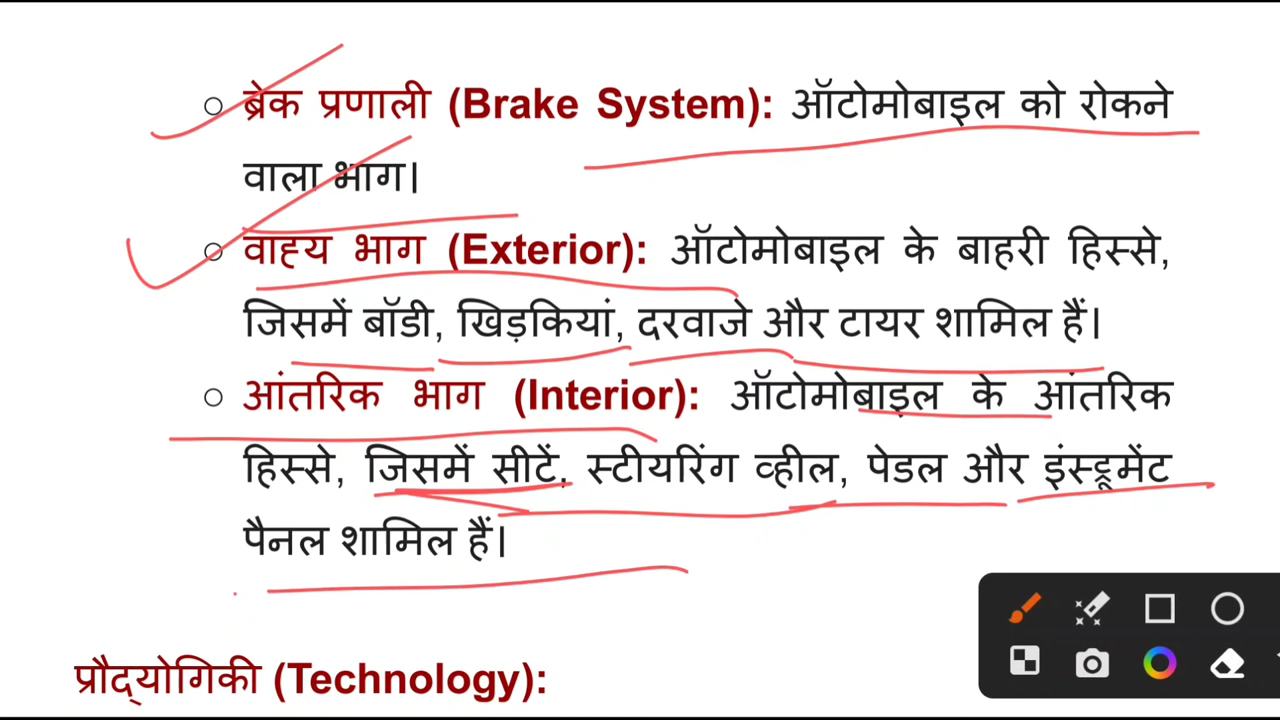 ○ ब्रेक प्रणाली (Brake System): ऑटोमोबाइल को रोकने
वाला भाग।
○ वाह्य भाग (Exterior): ऑटोमोबाइल के बाहरी हिस्से,
जिसमें बॉडी, खिड़कियां, दरवाजे और टायर शामिल हैं।
○ आंतरिक भाग (Interior): ऑटोमोबाइल के आंतरिक
हिस्से, जिसमें सीटें, स्टीयरिंग व्हील, पेडल और इंस्ट्रूमेंट
पैनल शामिल हैं।
प्रौद्योगिकी (Technology):